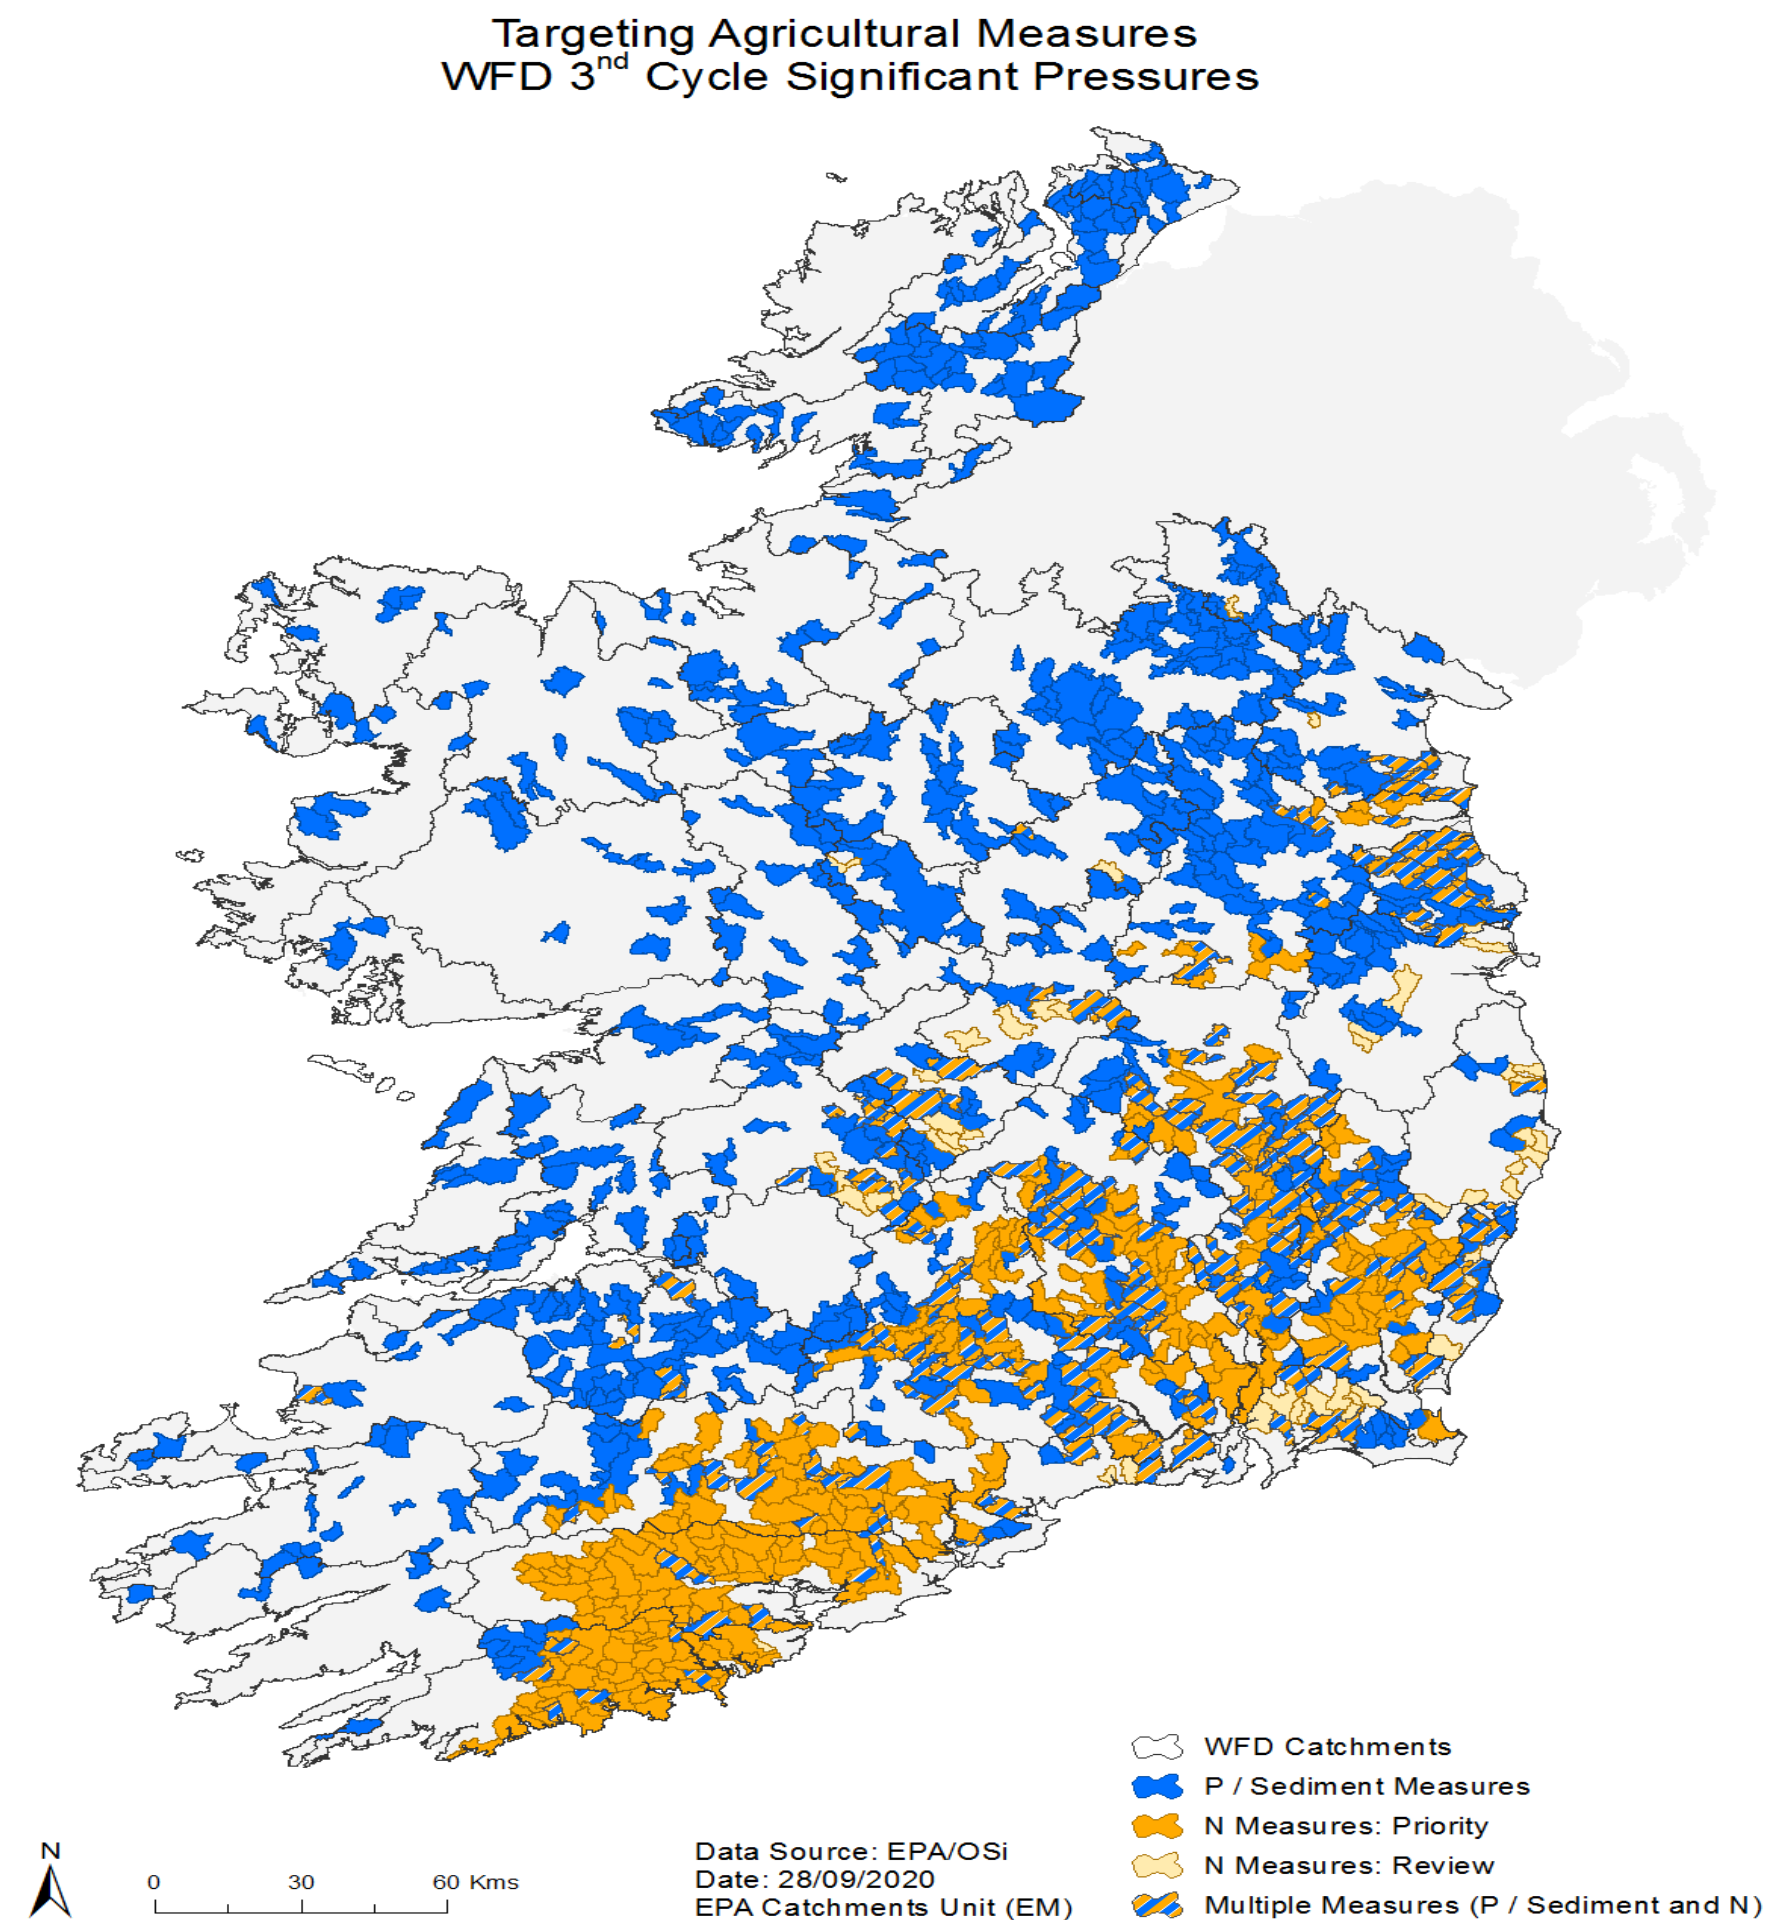 Targeting Agricultural Measures
WFD 3nd Cycle Significant Pressures
WFD Catchments
P / Sediment Measures
N Measures: Priority
N Measures: Review
Multiple Measures (P / Sediment and N)
N
0 30 60 Kms
Data Source: EPA/OSi
Date: 28/09/2020
EPA Catchments Unit (EM)